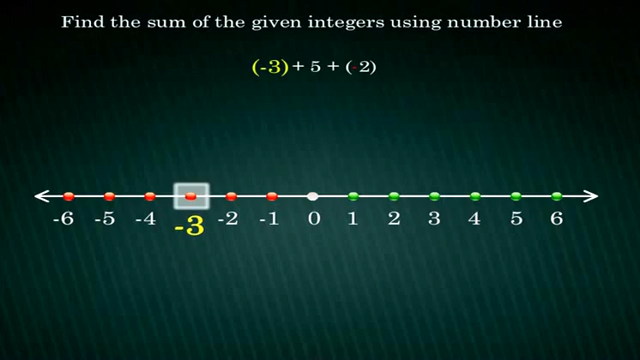 Find the sum of the given integers using number line
(-3) + 5 + (-2)
-6 -5 -4 -3 -2 -1 0 1 2 3 4 5 6